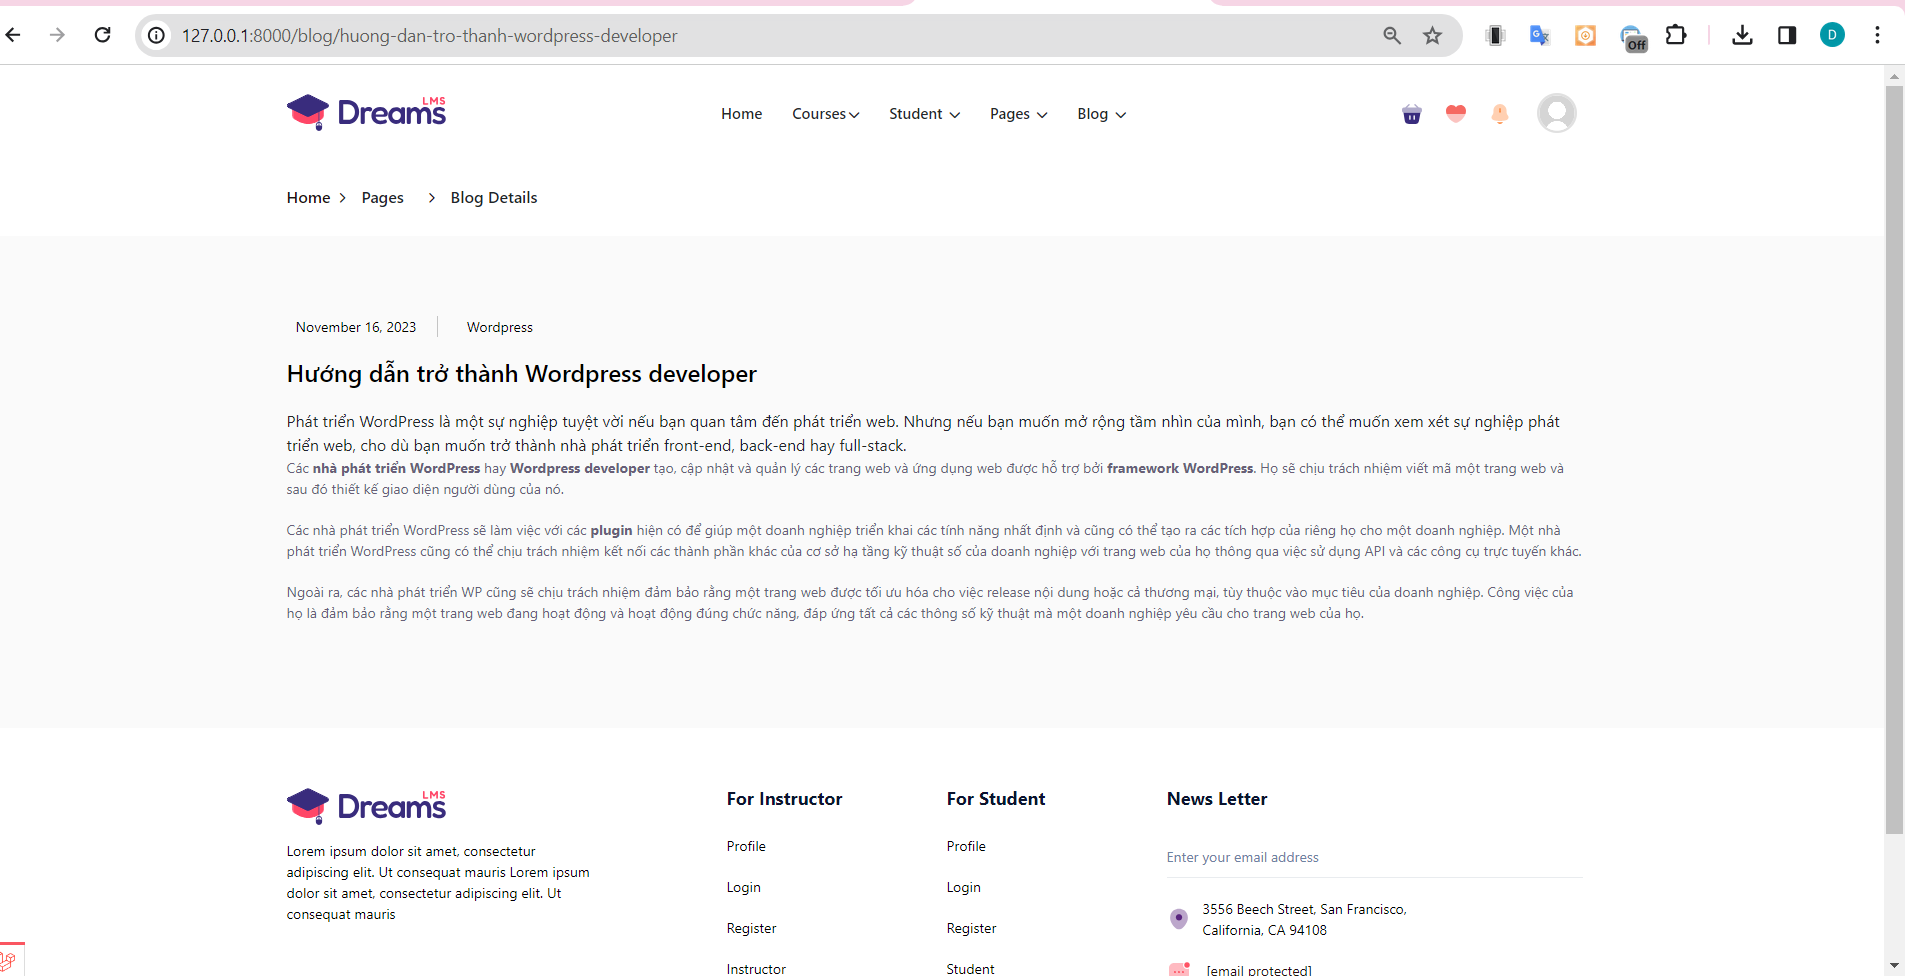 127.0.0.1:8000/blog/huong-dan-tro-thanh-wordpress-developer
Off
D
Dreams LMS
Home Courses Student Pages Blog
Home > Pages > Blog Details
November 16, 2023 Wordpress
Hướng dẫn trở thành Wordpress developer
Phát triển WordPress là một sự nghiệp tuyệt vời nếu bạn quan tâm đến phát triển web. Nhưng nếu bạn muốn mở rộng tầm nhìn của mình, bạn có thể muốn xem xét sự nghiệp phát
triển web, cho dù bạn muốn trở thành nhà phát triển front-end, back-end hay full-stack.
Các nhà phát triển WordPress hay Wordpress developer tạo, cập nhật và quản lý các trang web và ứng dụng web được hỗ trợ bởi framework WordPress. Họ sẽ chịu trách nhiệm viết mã một trang web và
sau đó thiết kế giao diện người dùng của nó.
Các nhà phát triển WordPress sẽ làm việc với các plugin hiện có để giúp một doanh nghiệp triển khai các tính năng nhất định và cũng có thể tạo ra các tích hợp của riêng họ cho một doanh nghiệp. Một nhà
phát triển WordPress cũng có thể chịu trách nhiệm kết nối các thành phần khác của cơ sở hạ tầng kỹ thuật số của doanh nghiệp với trang web của họ thông qua việc sử dụng API và các công cụ trực tuyến khác.
Ngoài ra, các nhà phát triển WP cũng sẽ chịu trách nhiệm đảm bảo rằng một trang web được tối ưu hóa cho việc release nội dung hoặc cả thương mại, tùy thuộc vào mục tiêu của doanh nghiệp. Công việc của
họ là đảm bảo rằng một trang web đang hoạt động và hoạt động đúng chức năng, đáp ứng tất cả các thông số kỹ thuật mà một doanh nghiệp yêu cầu cho trang web của họ.
Dreams LMS
Lorem ipsum dolor sit amet, consectetur
adipiscing elit. Ut consequat mauris Lorem ipsum
dolor sit amet, consectetur adipiscing elit. Ut
consequat mauris
For Instructor
Profile
Login
Register
Instructor
For Student
Profile
Login
Register
Student
News Letter
Enter your email address
3556 Beech Street, San Francisco,
California, CA 94108
[email protected]